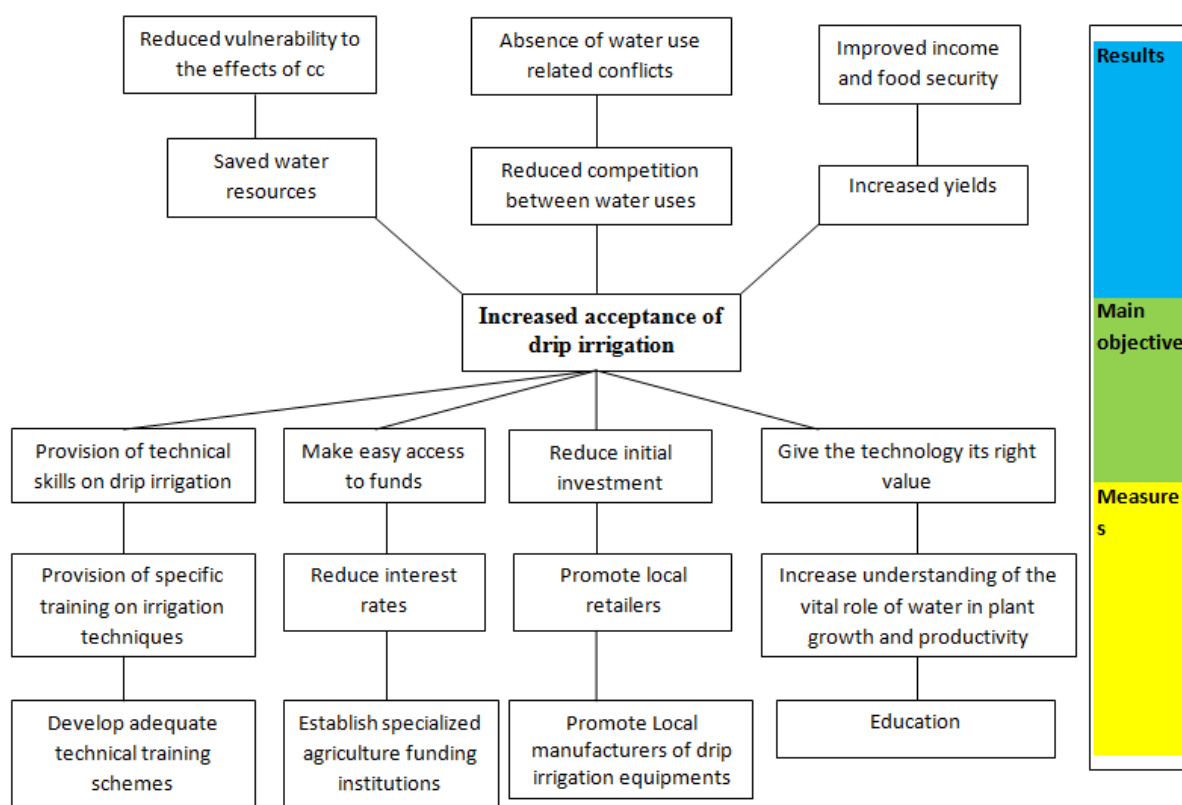 Reduced vulnerability to
the effects of cc
Absence of water use
related conflicts
Improved income
and food security
Results
Saved water
resources
Reduced competition
between water uses
Increased yields
Increased acceptance of
drip irrigation
Main
objective
Provision of technical
skills on drip irrigation
Make easy access
to funds
Reduce initial
investment
Give the technology its right
value
Measure
s
Provision of specific
training on irrigation
techniques
Reduce interest
rates
Promote local
retailers
Increase understanding of the
vital role of water in plant
growth and productivity
Develop adequate
technical training
schemes
Establish specialized
agriculture funding
institutions
Promote Local
manufacturers of drip
irrigation equipments
Education